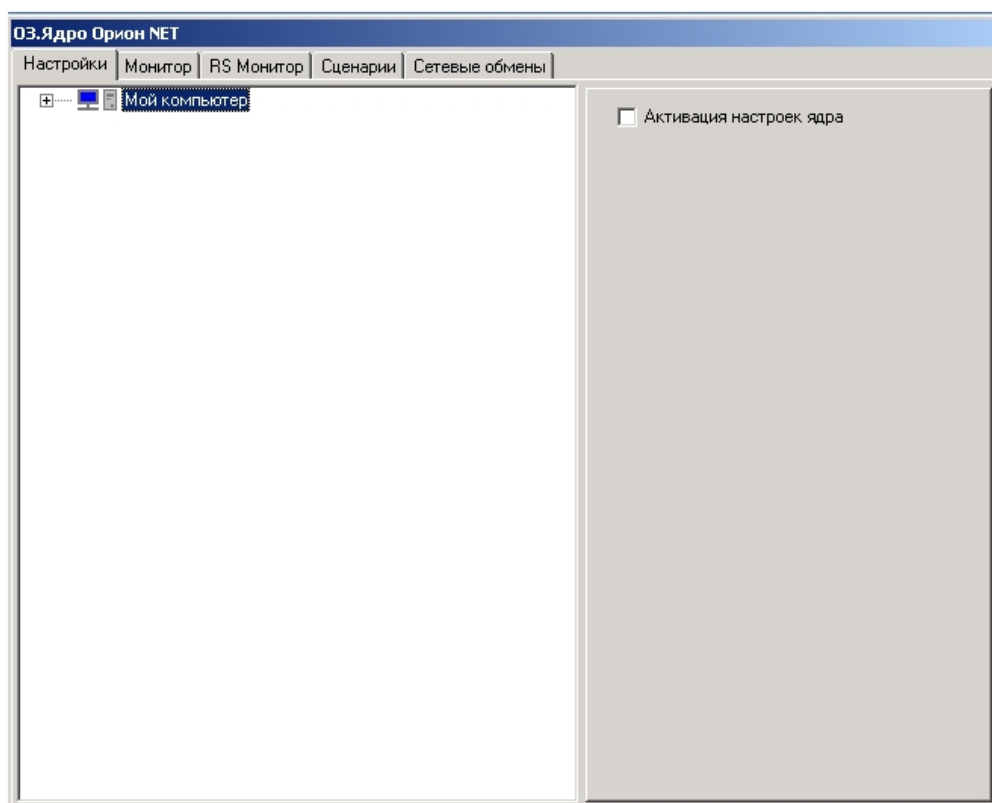 03.Ядро Орион NET
Настройки Монитор RS Монитор Сценарии Сетевые обмены
Мой компьютер
Активация настроек ядра